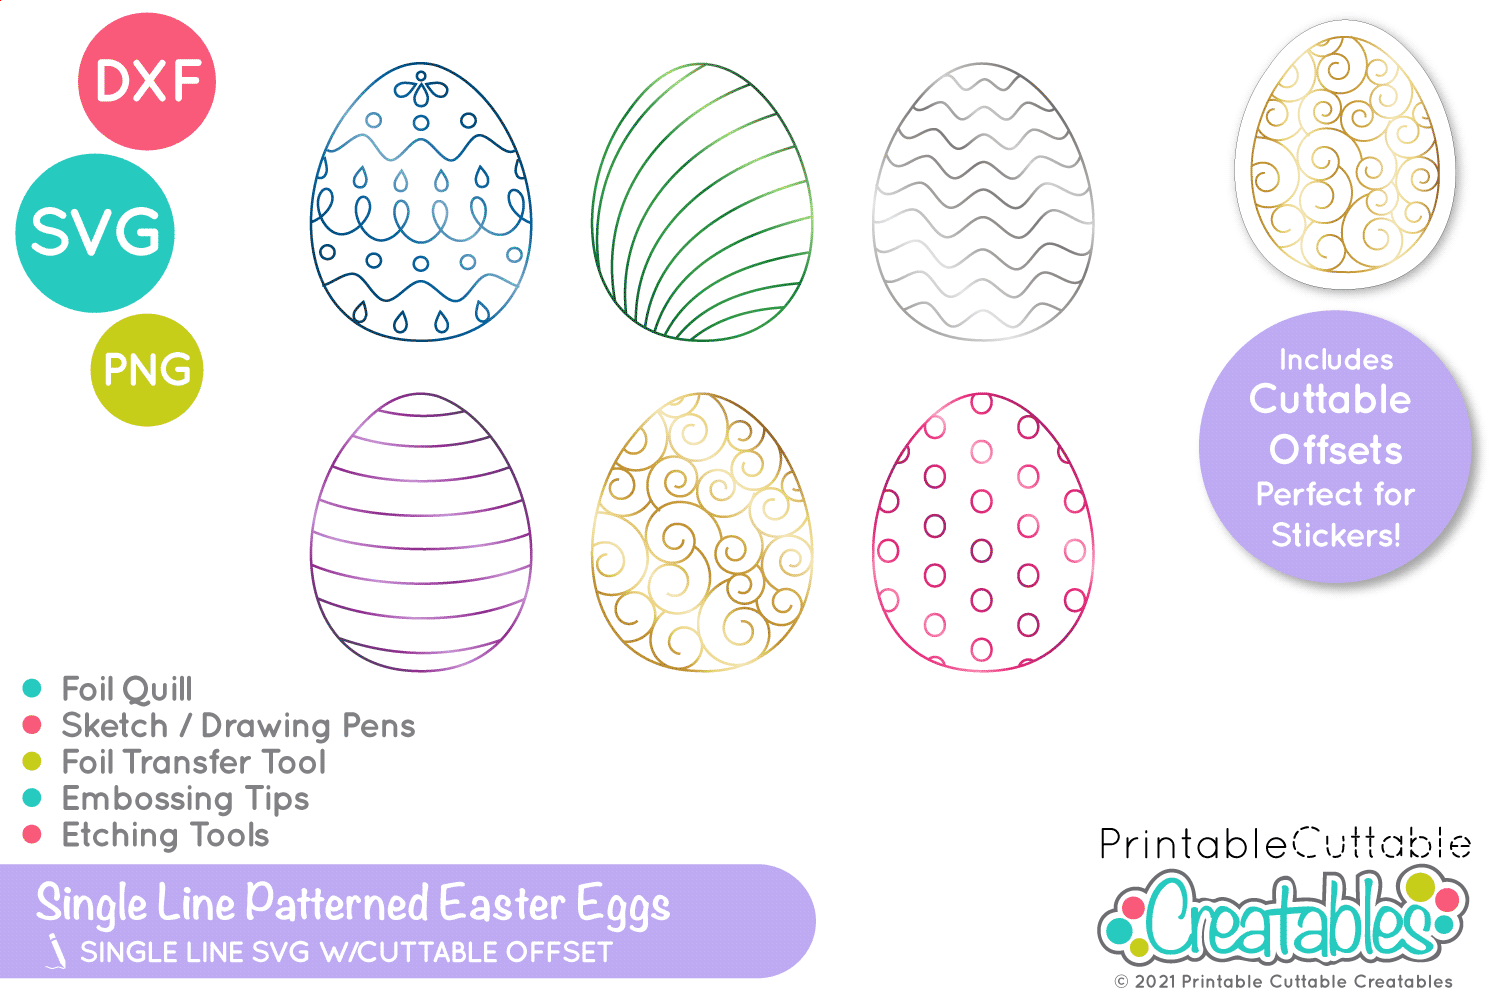 DXF
SVG
PNG
Includes
Cuttable
Offsets
Perfect for
Stickers!
Foil Quill
Sketch / Drawing Pens
Foil Transfer Tool
Embossing Tips
Etching Tools
Single Line Patterned Easter Eggs
SINGLE LINE SVG W/CUTTABLE OFFSET
PrintableCuttable
Creatables
© 2021 Printable Cuttable Creatables